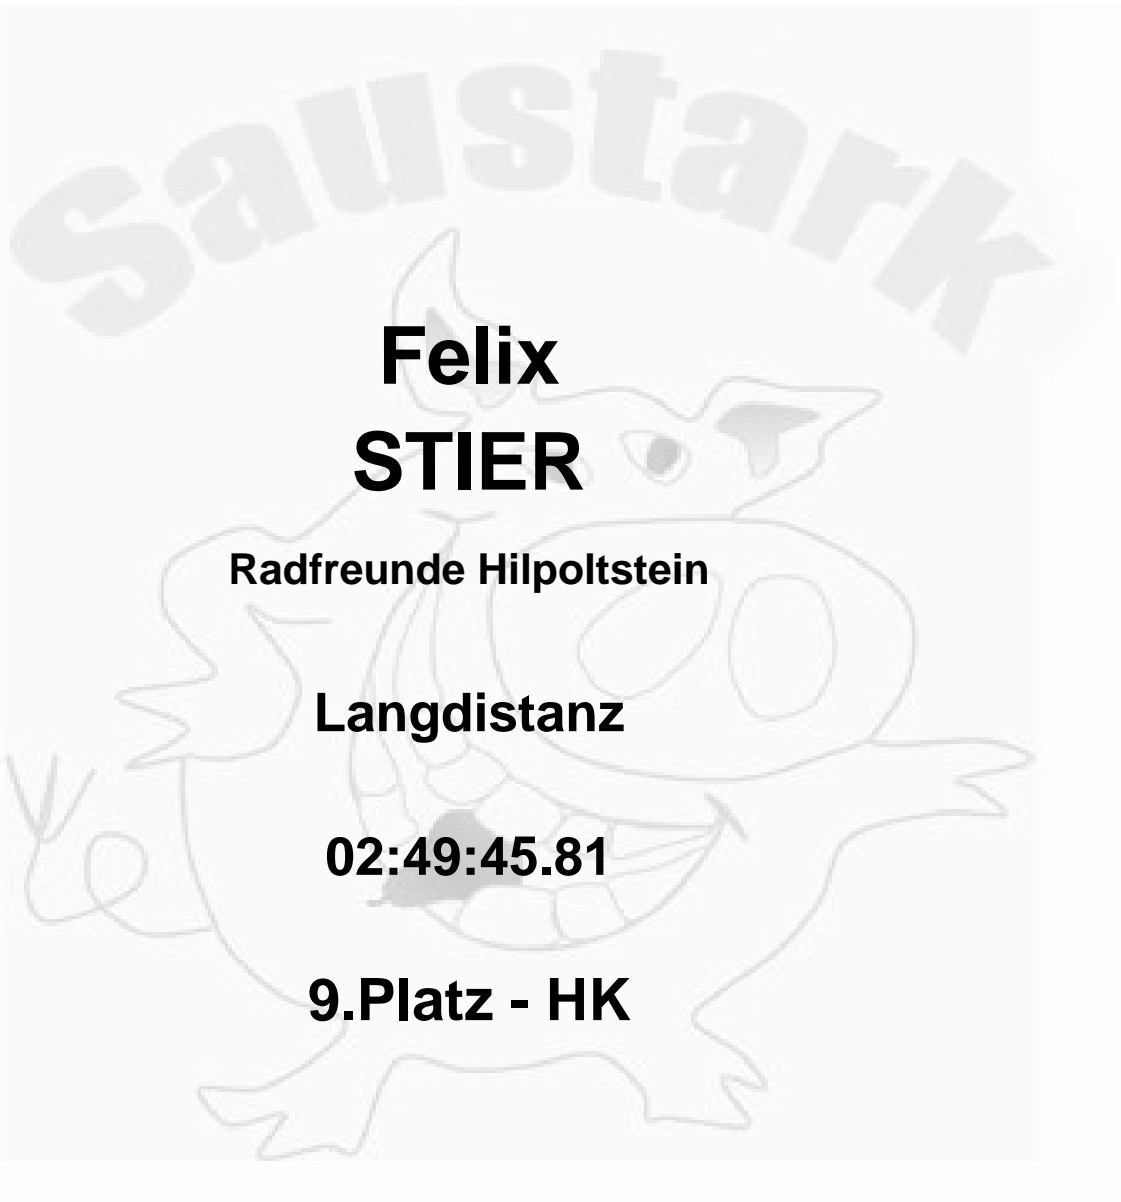 Saustark
Felix
STIER
Radfreunde Hilpoltstein
Langdistanz
02:49:45.81
9.Platz - HK